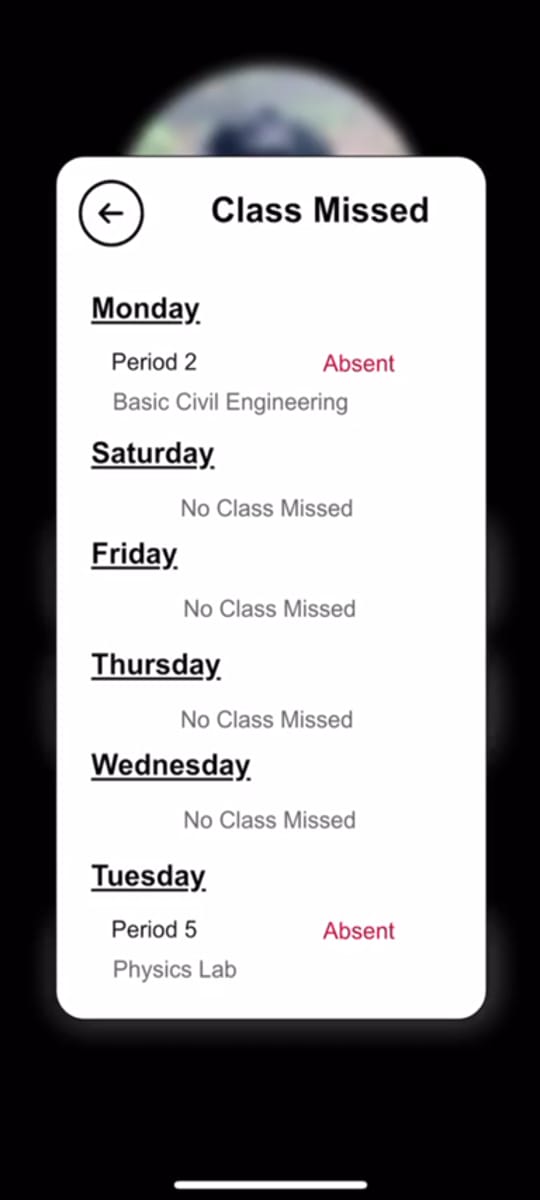 Class Missed
Monday
Period 2 Absent
Basic Civil Engineering
Saturday
No Class Missed
Friday
No Class Missed
Thursday
No Class Missed
Wednesday
No Class Missed
Tuesday
Period 5 Absent
Physics Lab